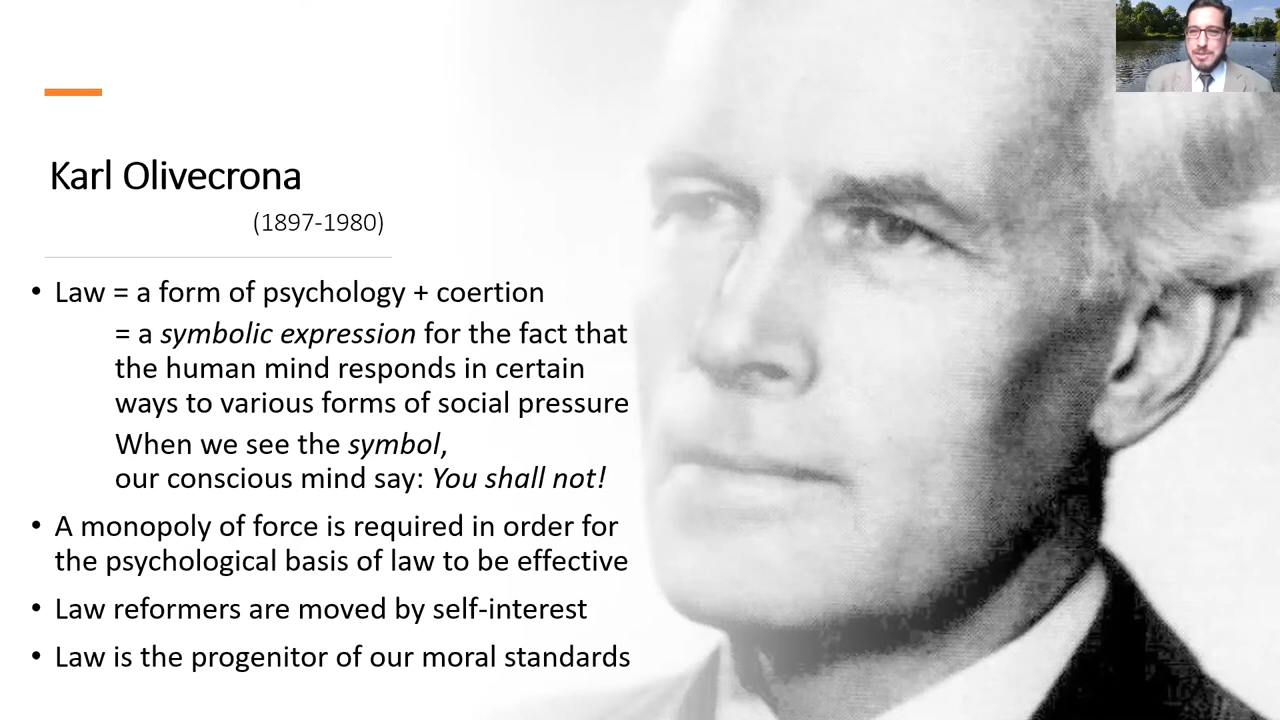 Karl Olivecrona
(1897-1980)
• Law = a form of psychology + coertion
= a symbolic expression for the fact that
the human mind responds in certain
ways to various forms of social pressure
When we see the symbol,
our conscious mind say: You shall not!
• A monopoly of force is required in order for
the psychological basis of law to be effective
• Law reformers are moved by self-interest
• Law is the progenitor of our moral standards